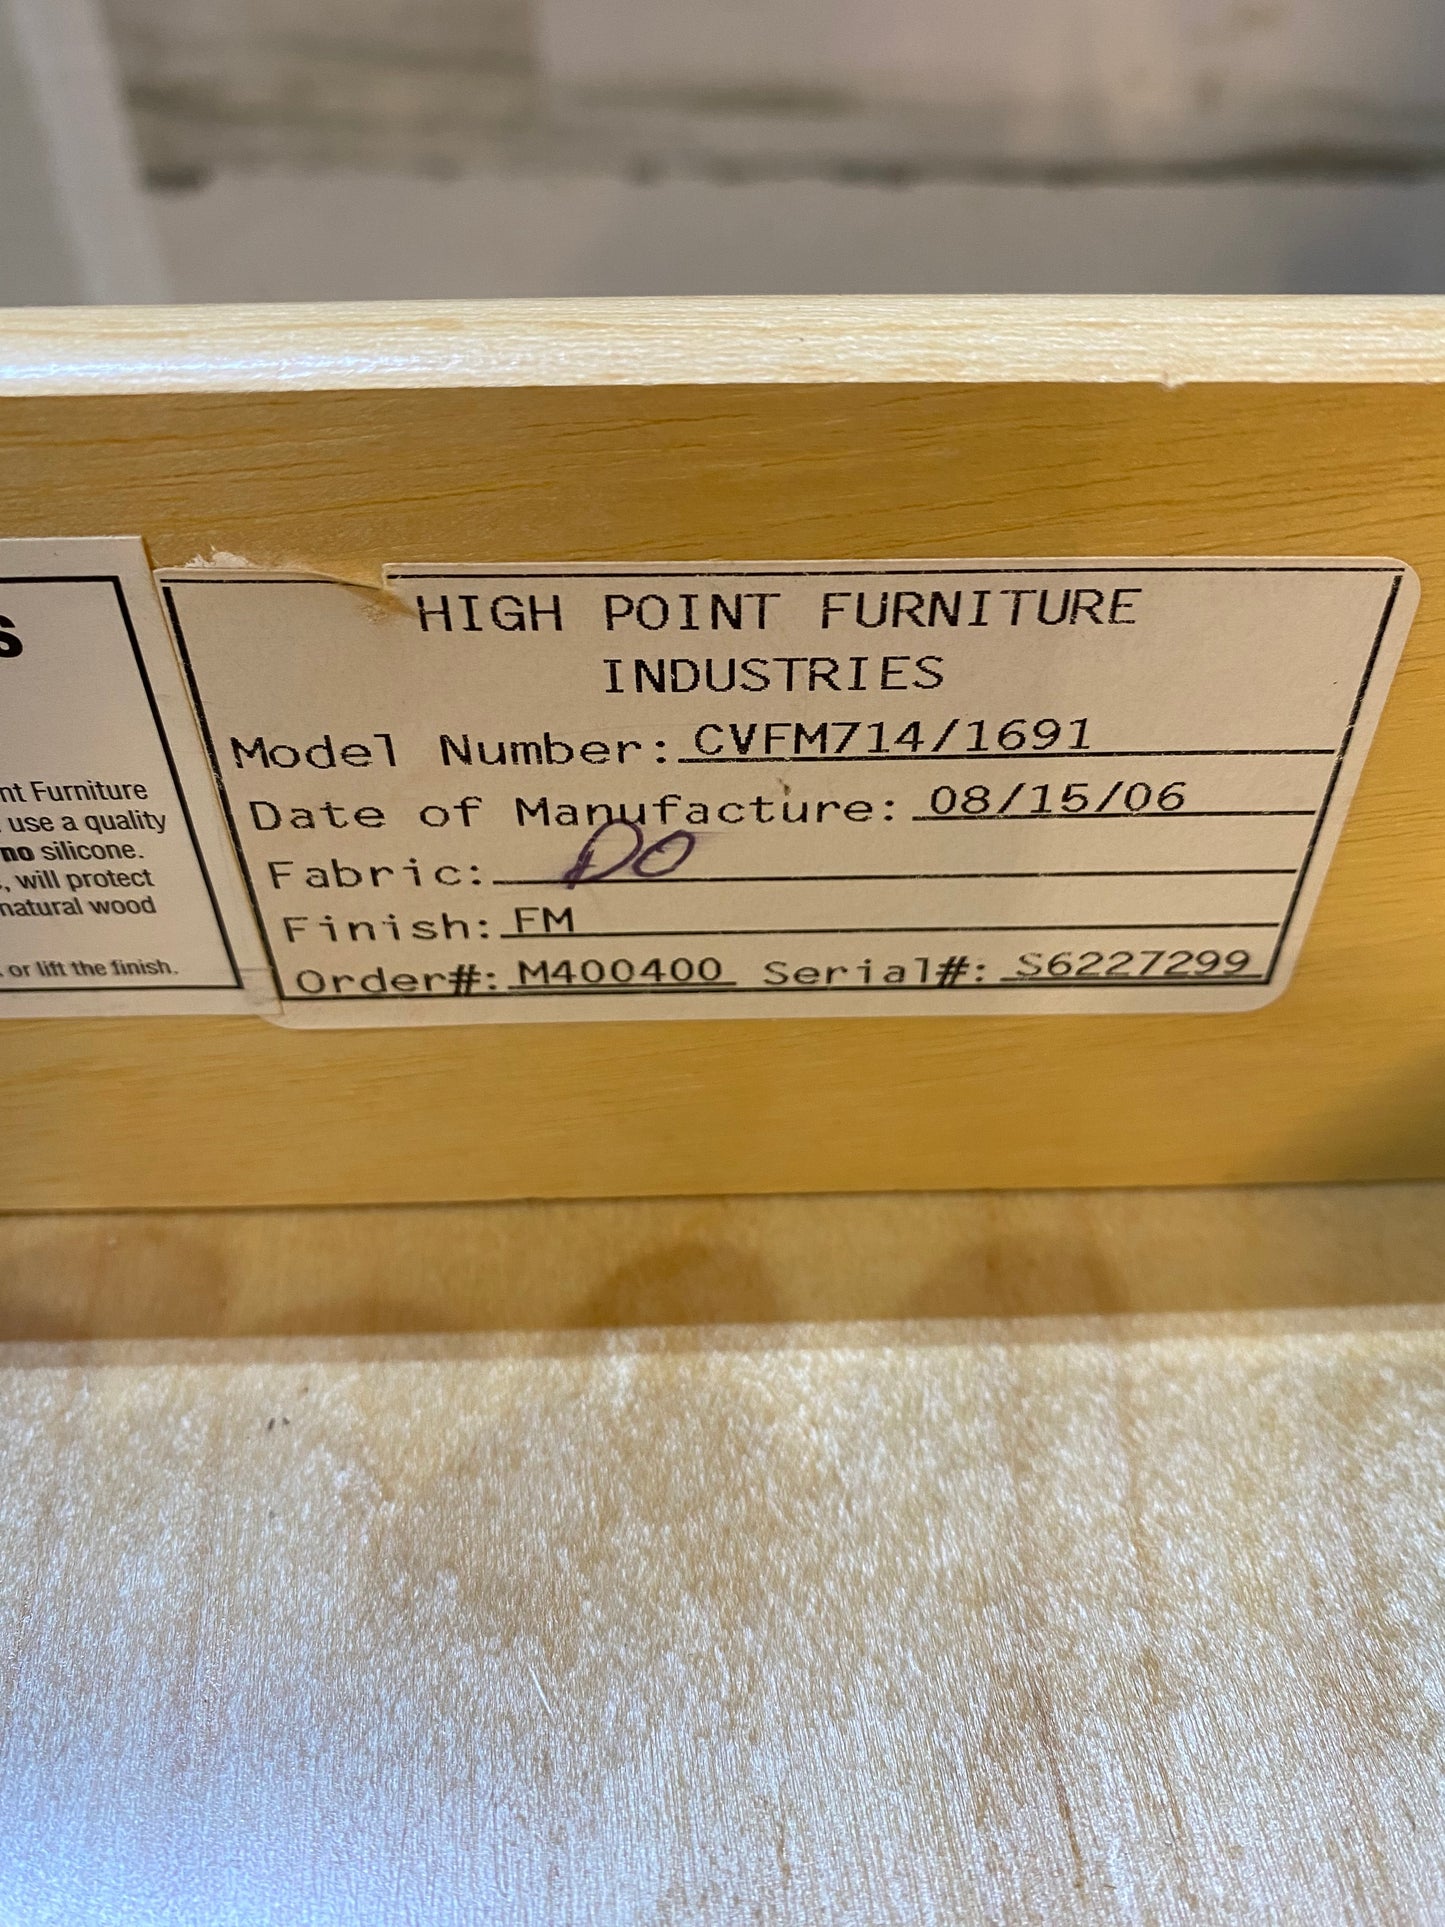 S
nt Furniture
use a quality
no silicone.
, will protect
natural wood
or lift the finish.
HIGH POINT FURNITURE
INDUSTRIES
Model Number: CVFM714/1691
Date of Manufacture: 08/15/06
Fabric: DO
Finish: FM
Order#: M400400 Serial#: S6227299